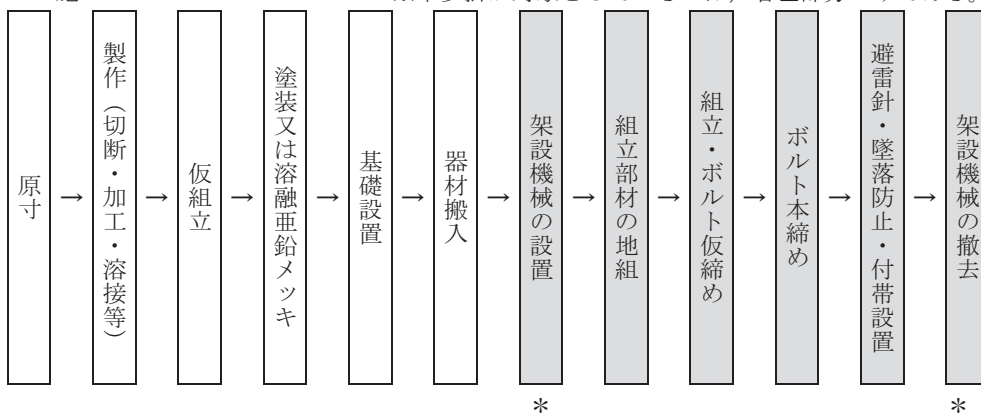 原寸
→
製作（切断・加工・溶接等）
→
仮組立
→
塗装又は溶融亜鉛メッキ
→
基礎設置
→
器材搬入
→
架設機械の設置
→
組立部材の地組
→
組立・ボルト仮締め
→
ボルト本締め
→
避雷針・墜落防止・付帯設置
→
架設機械の撤去
＊
＊